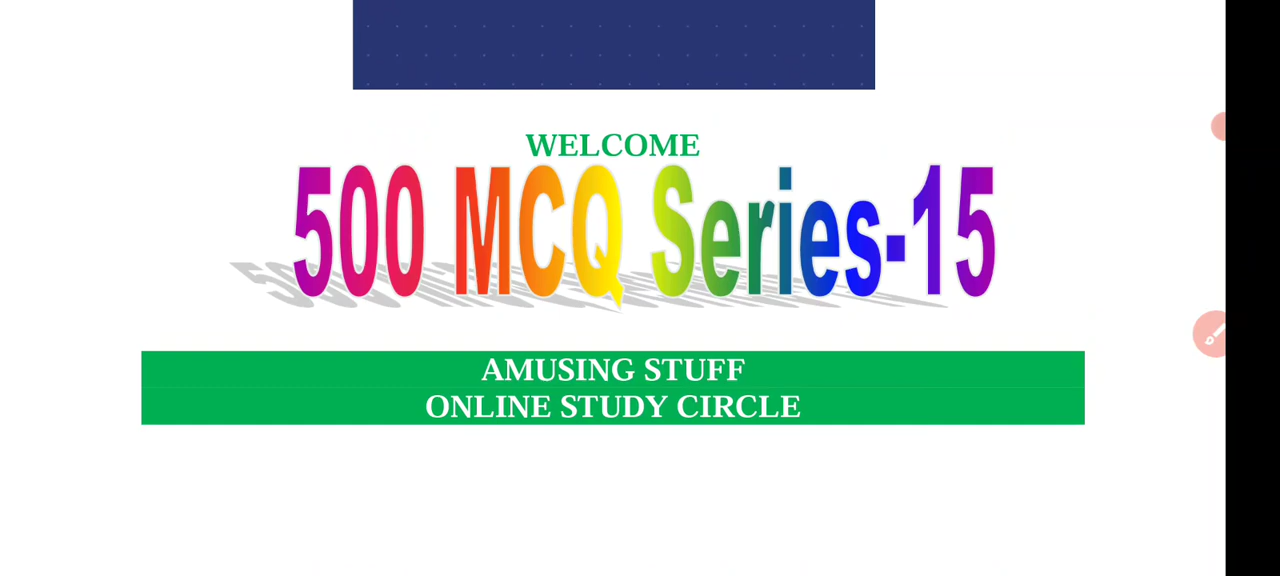 WELCOME
500 MCQ Series-15
AMUSING STUFF
ONLINE STUDY CIRCLE